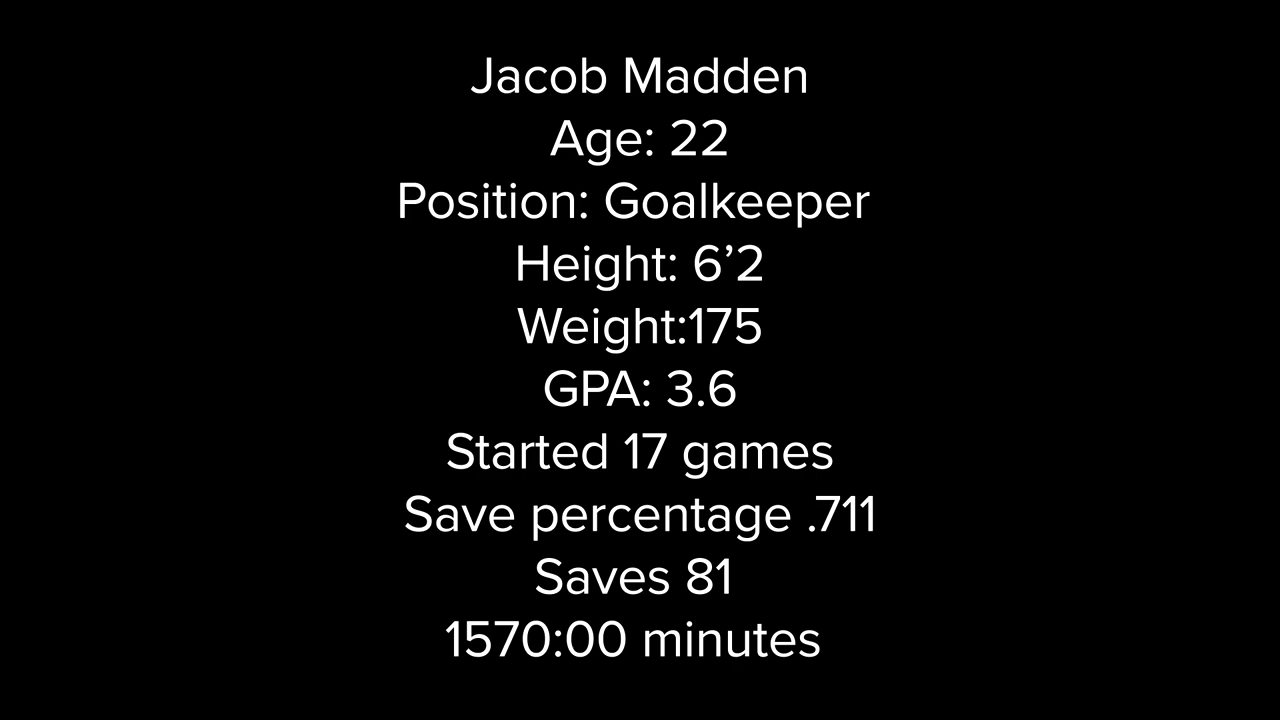 Jacob Madden
Age: 22
Position: Goalkeeper
Height: 6’2
Weight:175
GPA: 3.6
Started 17 games
Save percentage .711
Saves 81
1570:00 minutes